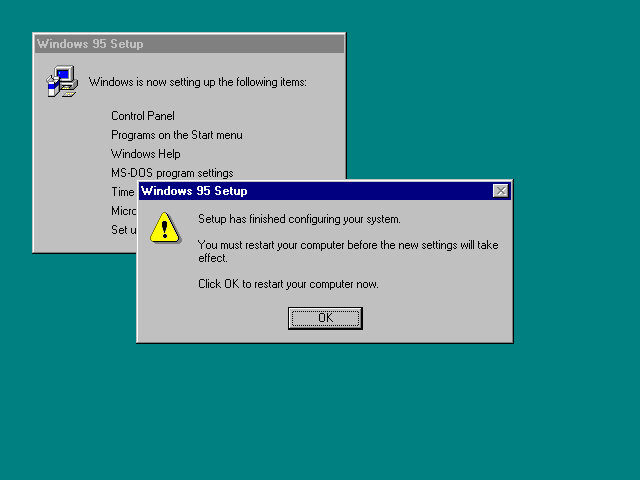 Windows 95 Setup
Windows is now setting up the following items:
Control Panel
Programs on the Start menu
Windows Help
MS-DOS program settings
Time
Micro
Set u
Windows 95 Setup
Setup has finished configuring your system.
You must restart your computer before the new settings will take
effect.
Click OK to restart your computer now.
OK